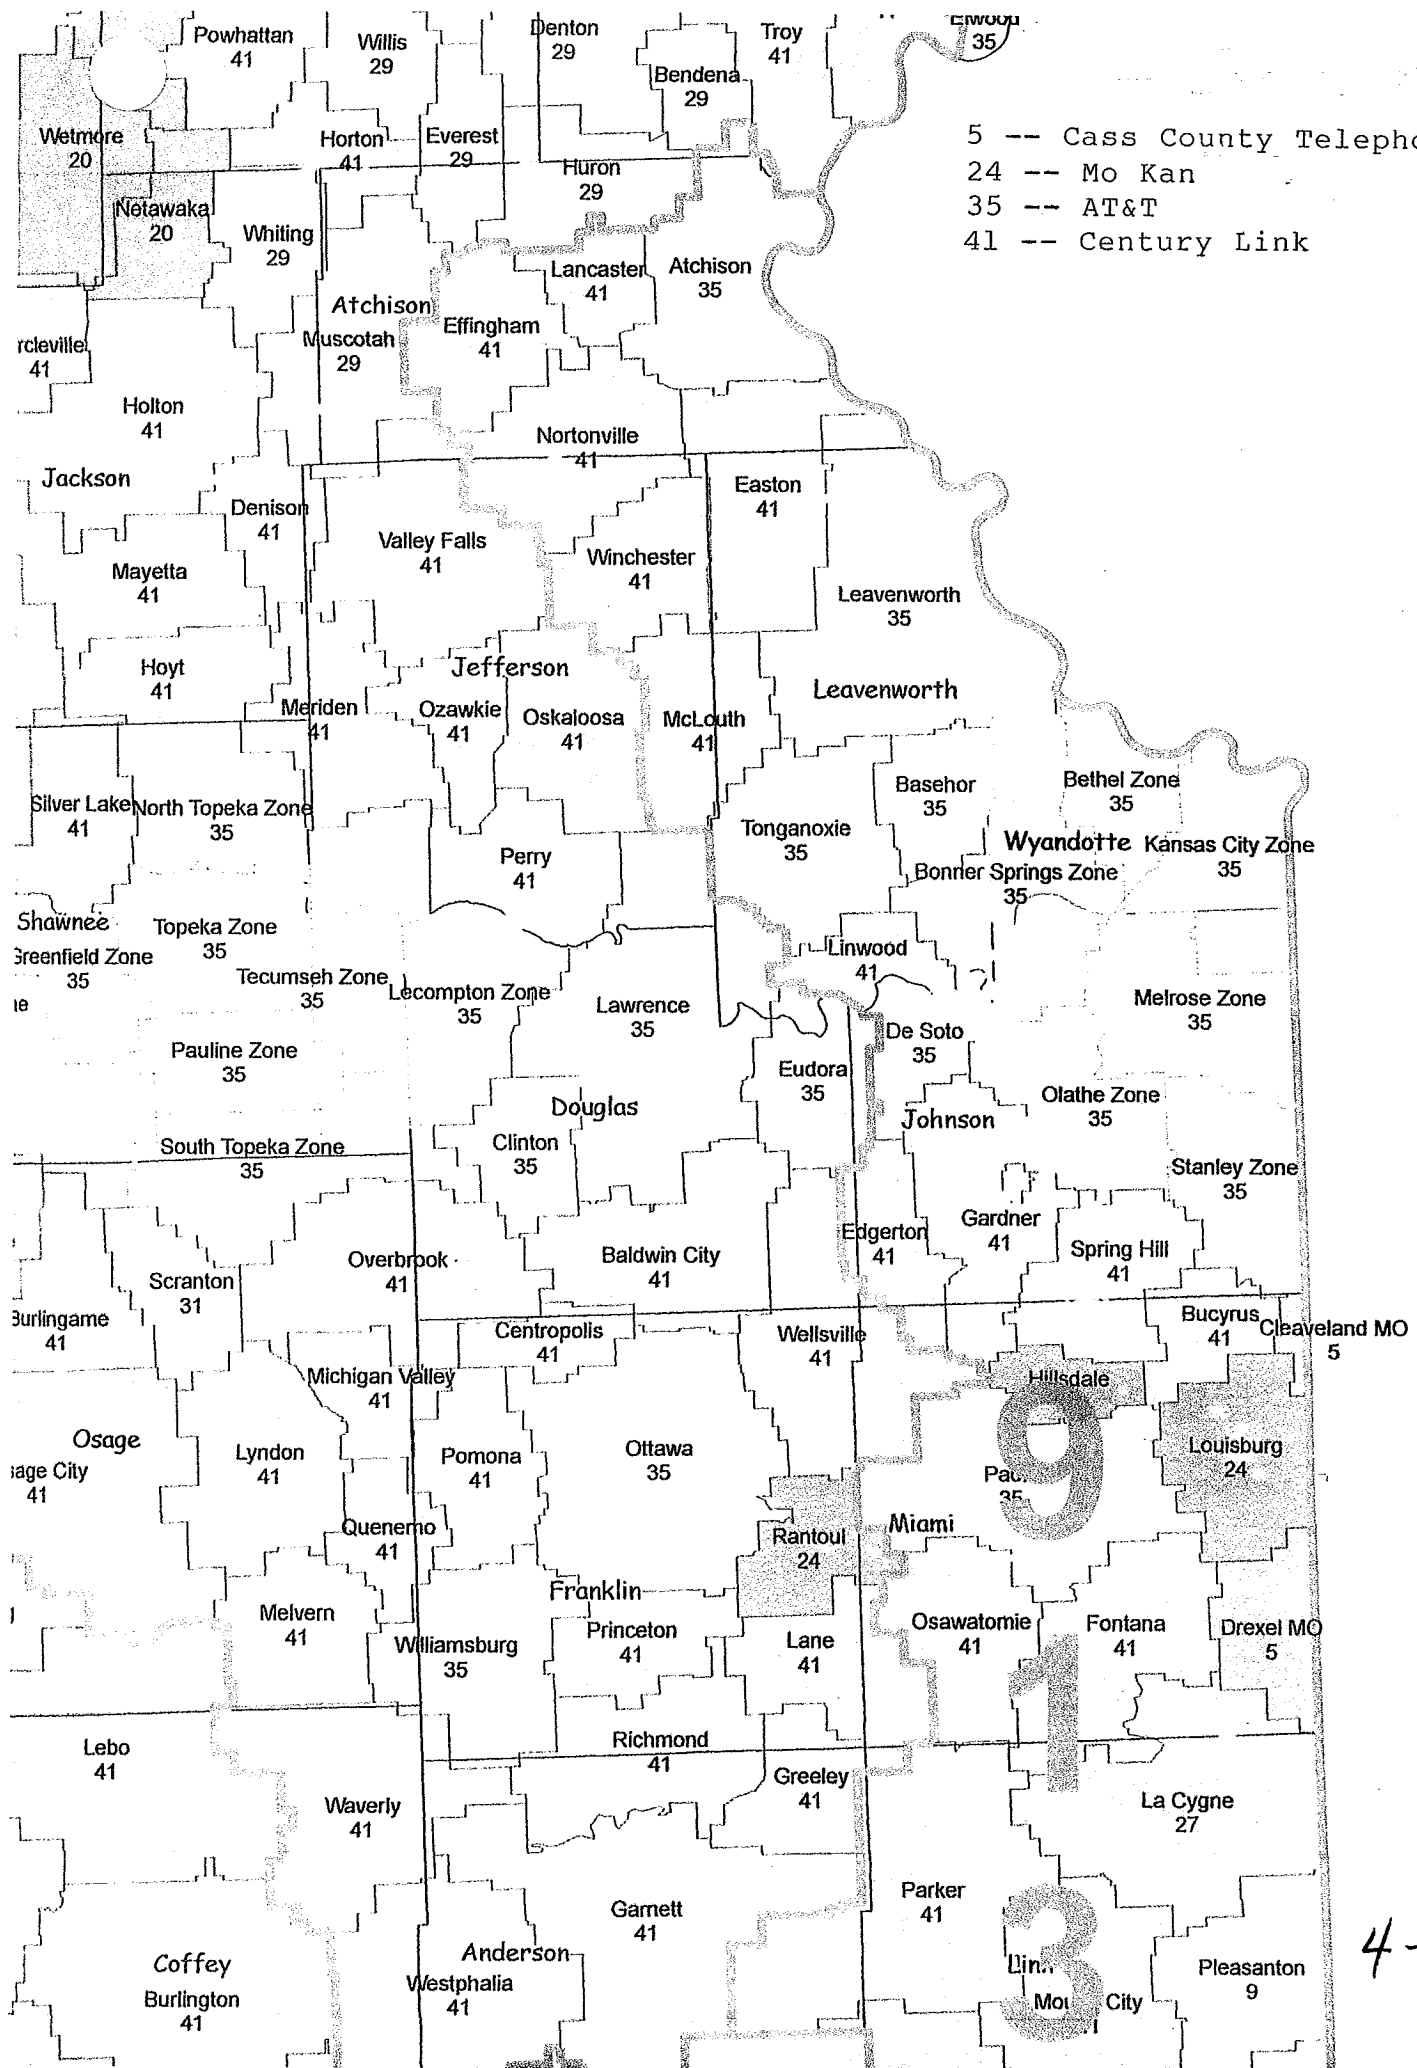 Powhattan
41
Willis
29
Denton
29
Troy
41
Elwood
35
Bendena
29
5 -- Cass County Telepho
24 -- Mo Kan
35 -- AT&T
41 -- Century Link
Wetmore
20
Horton
41
Everest
29
Huron
29
Netawaka
20
Whiting
29
Lancaster
41
Atchison
35
Atchison
Effingham
41
Muscotah
29
rcleville
41
Holton
41
Nortonville
41
Jackson
Easton
41
Denison
41
Valley Falls
41
Winchester
41
Mayetta
41
Leavenworth
35
Hoyt
41
Jefferson
Leavenworth
Meriden
41
Ozawkie
41
Oskaloosa
41
McLouth
41
Silver Lake
41
North Topeka Zone
35
Basehor
35
Bethel Zone
35
Tonganoxie
35
Wyandotte
Kansas City Zone
35
Perry
41
Bonner Springs Zone
35
Shawnee
Topeka Zone
35
Greenfield Zone
35
Linwood
41
Tecumseh Zone
35
Lecompton Zone
35
Lawrence
35
Melrose Zone
35
ne
De Soto
35
Pauline Zone
35
Eudora
35
Olathe Zone
35
Douglas
Johnson
Clinton
35
South Topeka Zone
35
Stanley Zone
35
Edgerton
41
Gardner
41
Spring Hill
41
Overbrook
41
Baldwin City
41
Scranton
31
Burlingame
41
Centropolis
41
Wellsville
41
Bucyrus
41
Cleaveland MO
5
Michigan Valley
41
Hillsdale
9
Osage
Lyndon
41
Pomona
41
Ottawa
35
Louisburg
24
sage City
41
Pao
35
Quenemo
41
Rantoul
24
Miami
Franklin
Melvern
41
Williamsburg
35
Princeton
41
Lane
41
Osawatomie
41
Fontana
41
Drexel MO
5
1
Lebo
41
Richmond
41
Greeley
41
Waverly
41
La Cygne
27
Parker
41
Garnett
41
3
4-
Coffey
Anderson
Linn
Burlington
41
Westphalia
41
Mou City
Pleasanton
9